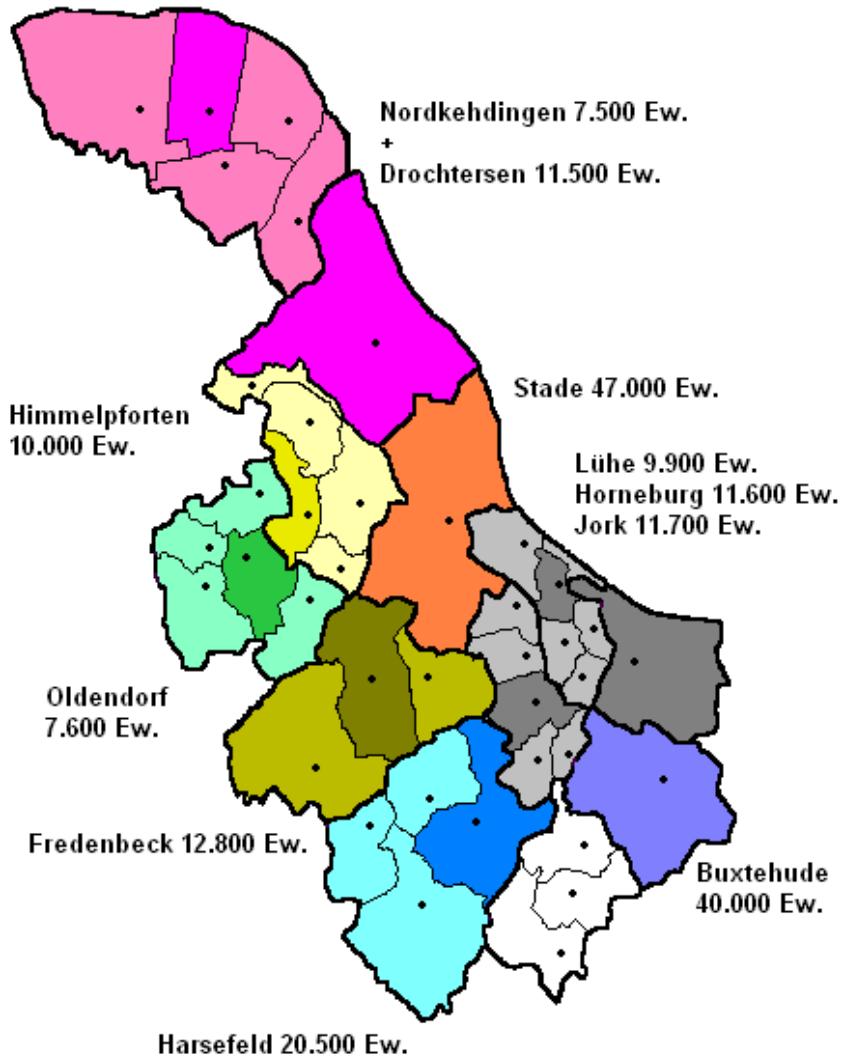 Nordkehdingen 7.500 Ew.
+
Drochtersen 11.500 Ew.
Stade 47.000 Ew.
Himmelpforten
10.000 Ew.
Lühe 9.900 Ew.
Horneburg 11.600 Ew.
Jork 11.700 Ew.
Oldendorf
7.600 Ew.
Fredenbeck 12.800 Ew.
Buxtehude
40.000 Ew.
Harsefeld 20.500 Ew.